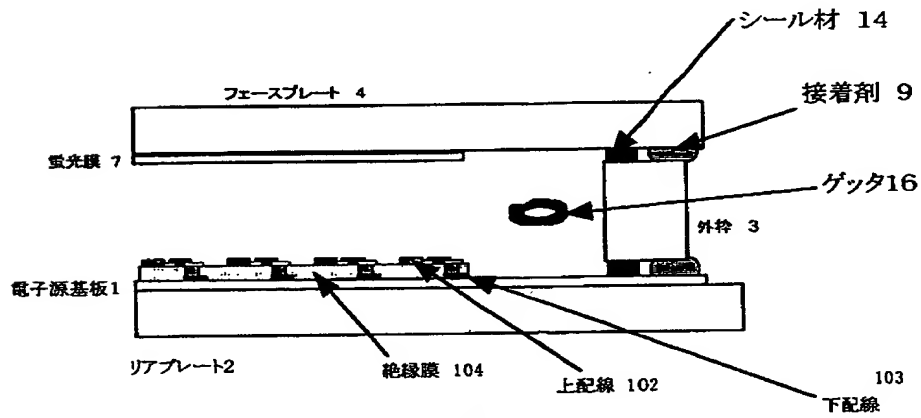 シール材 14
フェースプレート 4
接着剤 9
蛍光膜 7
ゲッタ16
外枠 3
電子源基板1
リアプレート2
絶縁膜 104
上配線 102
103
下配線